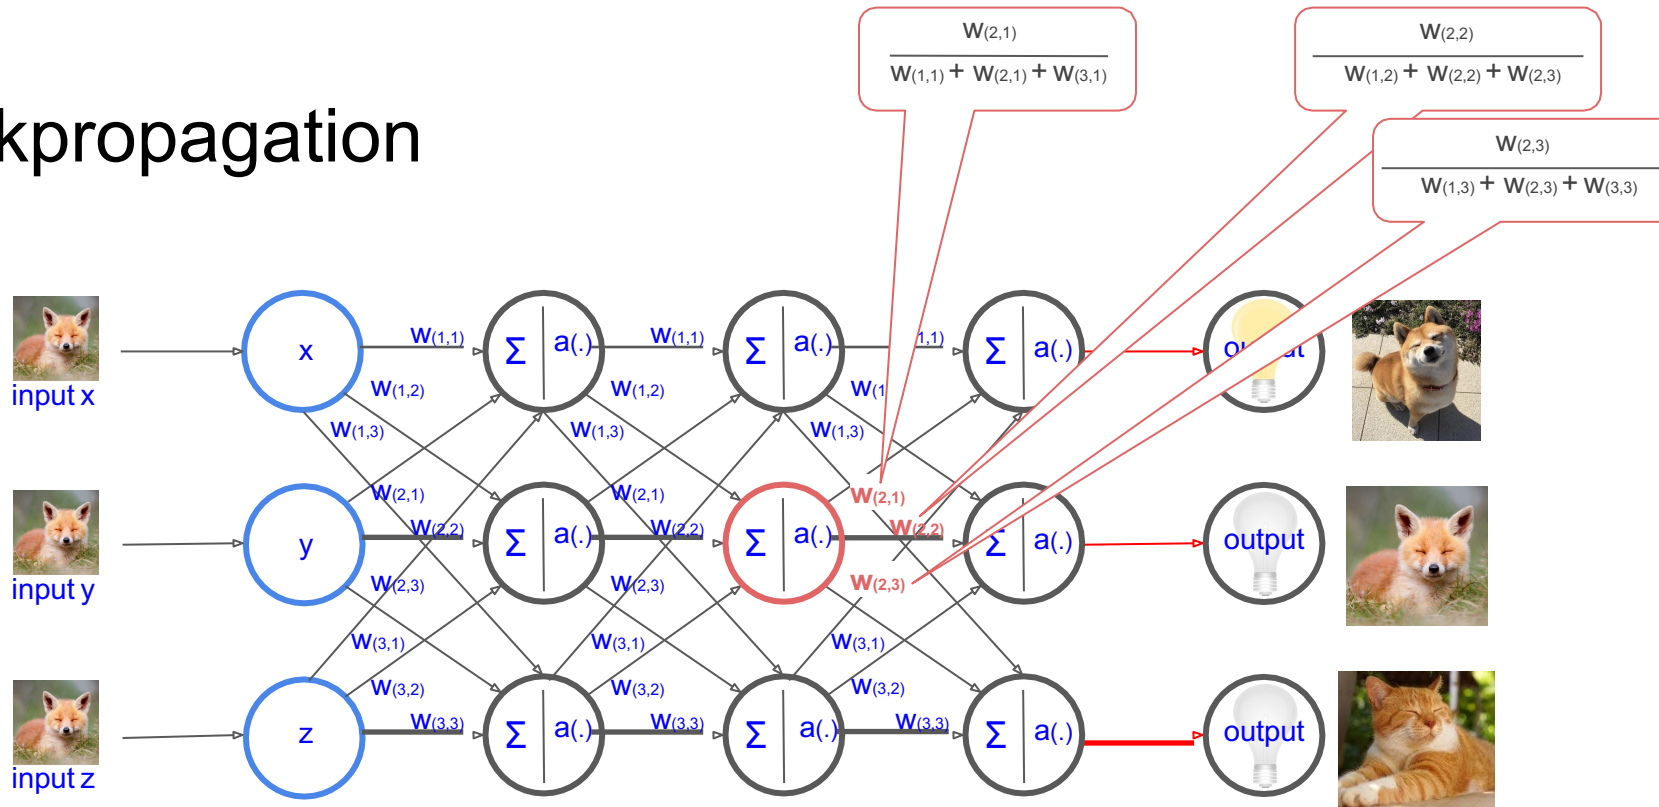 W(2,1)
W(1,1) + W(2,1) + W(3,1)
W(2,2)
W(1,2) + W(2,2) + W(2,3)
W(2,3)
W(1,3) + W(2,3) + W(3,3)
kpropagation
input x
x
W(1,1)
Σ a(.)
W(1,1)
Σ a(.)
1,1)
Σ a(.)
output
W(1,2)
W(1,2)
W(1
W(1,3)
W(1,3)
W(1,3)
W(2,1)
W(2,1)
W(2,1)
input y
y
W(2,2)
Σ a(.)
W(2,2)
Σ a(.)
W(2,2)
Σ a(.)
output
W(2,3)
W(2,3)
W(2,3)
W(3,1)
W(3,1)
W(3,1)
W(3,2)
W(3,2)
W(3,2)
input z
z
W(3,3)
Σ a(.)
W(3,3)
Σ a(.)
W(3,3)
Σ a(.)
output